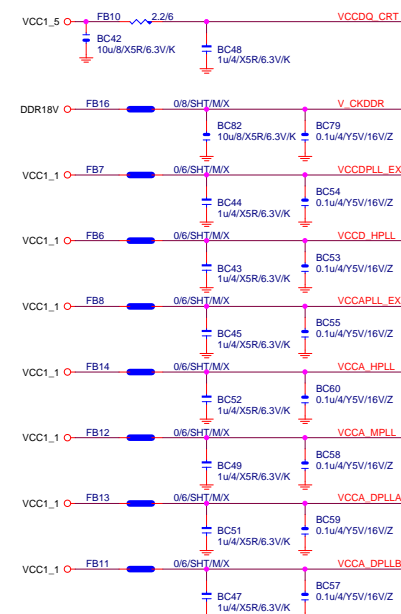 VCC1_5 FB10 2.2/6 VCCDQ_CRT
BC42
10u/8/X5R/6.3V/K
BC48
1u/4/X5R/6.3V/K
DDR18V FB16 0/8/SHT/M/X V_CKDDR
BC82
10u/8/X5R/6.3V/K
BC79
0.1u/4/Y5V/16V/Z
VCC1_1 FB7 0/6/SHT/M/X VCCDPLL_EX
BC44
1u/4/X5R/6.3V/K
BC54
0.1u/4/Y5V/16V/Z
VCC1_1 FB6 0/6/SHT/M/X VCCD_HPLL
BC43
1u/4/X5R/6.3V/K
BC53
0.1u/4/Y5V/16V/Z
VCC1_1 FB8 0/6/SHT/M/X VCCAPLL_EX
BC45
1u/4/X5R/6.3V/K
BC55
0.1u/4/Y5V/16V/Z
VCC1_1 FB14 0/6/SHT/M/X VCCA_HPLL
BC52
1u/4/X5R/6.3V/K
BC60
0.1u/4/Y5V/16V/Z
VCC1_1 FB12 0/6/SHT/M/X VCCA_MPLL
BC49
1u/4/X5R/6.3V/K
BC58
0.1u/4/Y5V/16V/Z
VCC1_1 FB13 0/6/SHT/M/X VCCA_DPLLA
BC51
1u/4/X5R/6.3V/K
BC59
0.1u/4/Y5V/16V/Z
VCC1_1 FB11 0/6/SHT/M/X VCCA_DPLLB
BC47
1u/4/X5R/6.3V/K
BC57
0.1u/4/Y5V/16V/Z